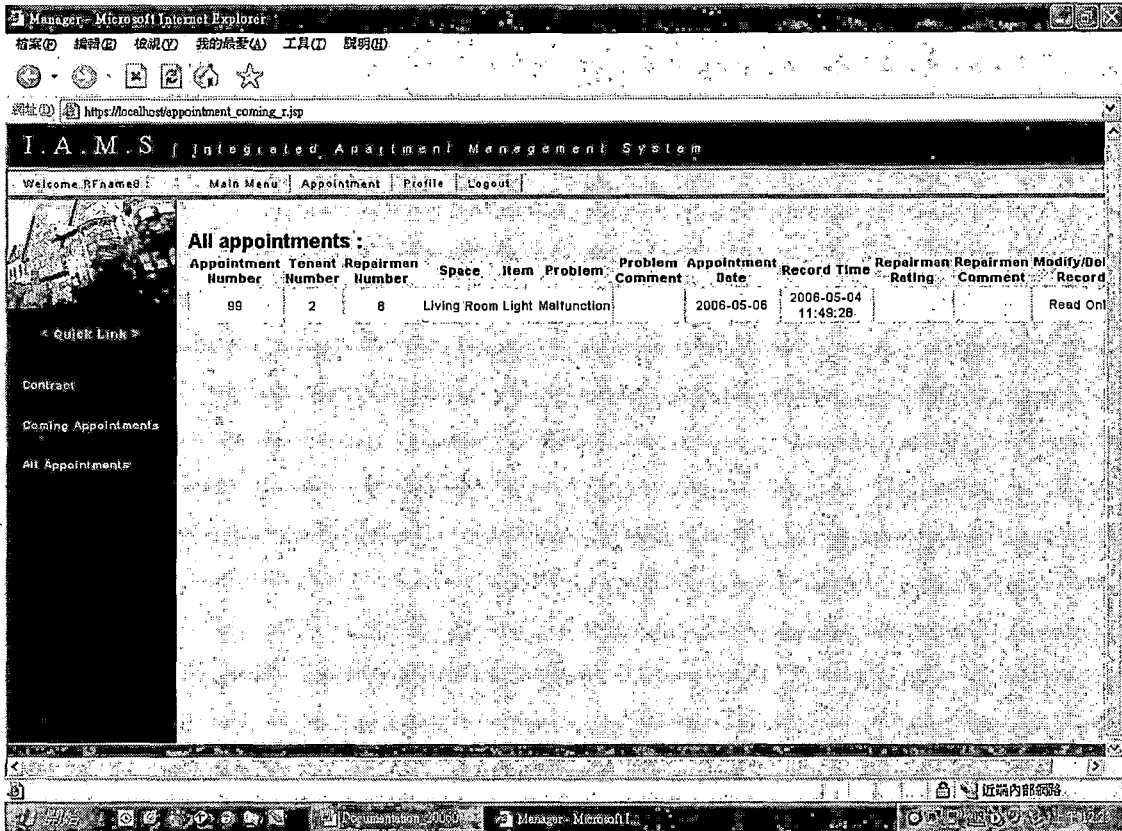 Manager - Microsoft Internet Explorer
檔案(F) 編輯(E) 檢視(V) 我的最愛(A) 工具(T) 說明(H)
網址(D) https://localhost/appointment_coming_r.jsp
I.A.M.S [ Integrated Apartment Management System
Welcome RFname8 : Main Menu | Appointment | Profile | Logout |
All appointments :
Appointment Number Tenant Number Repairman Number Space Item Problem Problem Comment Appointment Date Record Time Repairman Rating Repairman Comment Modify/Del Record
99 2 8 Living Room Light Malfunction 2006-05-06 2006-05-04 11:49:28 Read Onl
< Quick Link >
Contract
Coming Appointments
All Appointments
近端內部網路
Manager - Microsoft I...